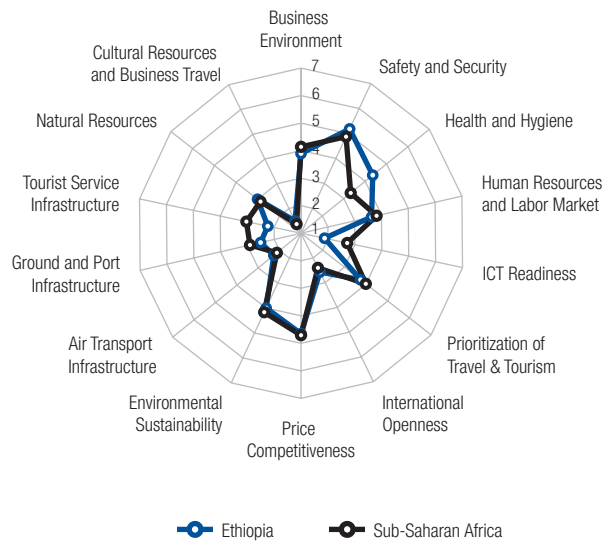 Business
Environment
Safety and Security
Health and Hygiene
Human Resources
and Labor Market
ICT Readiness
Prioritization of
Travel & Tourism
International
Openness
Price
Competitiveness
Environmental
Sustainability
Air Transport
Infrastructure
Ground and Port
Infrastructure
Tourist Service
Infrastructure
Natural Resources
Cultural Resources
and Business Travel
7
6
5
4
3
2
1
Ethiopia
Sub-Saharan Africa